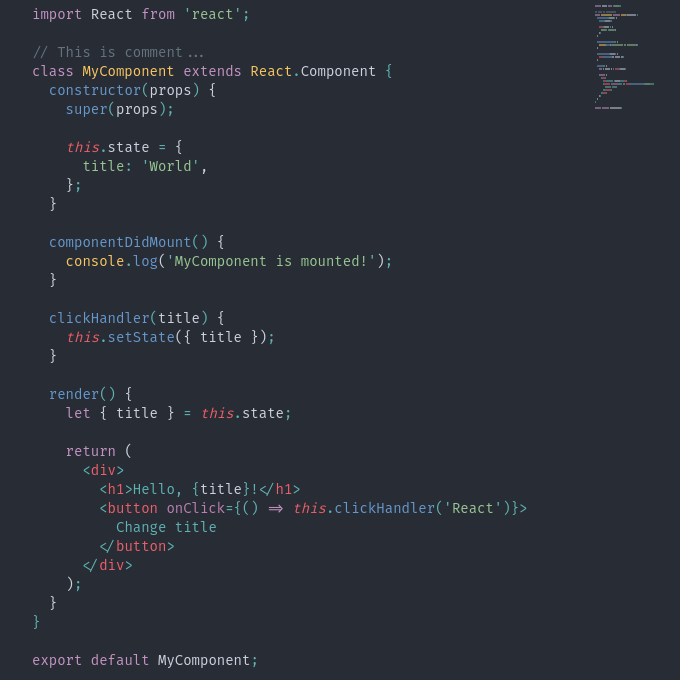 import React from 'react';
// This is comment...
class MyComponent extends React.Component {
constructor(props) {
super(props);
this.state = {
title: 'World',
};
}
componentDidMount() {
console.log('MyComponent is mounted!');
}
clickHandler(title) {
this.setState({ title });
}
render() {
let { title } = this.state;
return (
<div>
<h1>Hello, {title}!</h1>
<button onClick={() => this.clickHandler('React')}>
Change title
</button>
</div>
);
}
}
export default MyComponent;